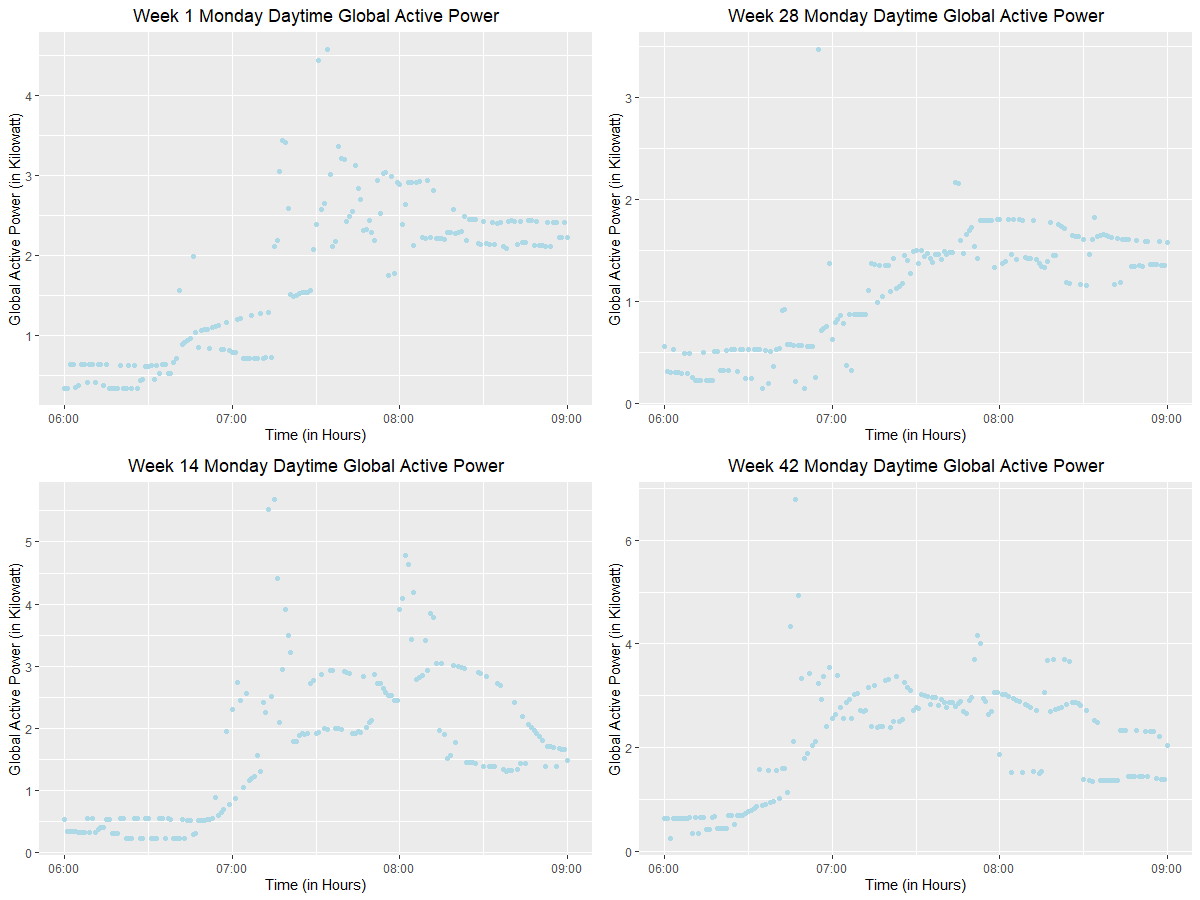 Week 1 Monday Daytime Global Active Power
Global Active Power (in Kilowatt)
4
3
2
1
06:00 07:00 08:00 09:00
Time (in Hours)
Week 28 Monday Daytime Global Active Power
Global Active Power (in Kilowatt)
3
2
1
0
06:00 07:00 08:00 09:00
Time (in Hours)
Week 14 Monday Daytime Global Active Power
Global Active Power (in Kilowatt)
5
4
3
2
1
0
06:00 07:00 08:00 09:00
Time (in Hours)
Week 42 Monday Daytime Global Active Power
Global Active Power (in Kilowatt)
6
4
2
0
06:00 07:00 08:00 09:00
Time (in Hours)